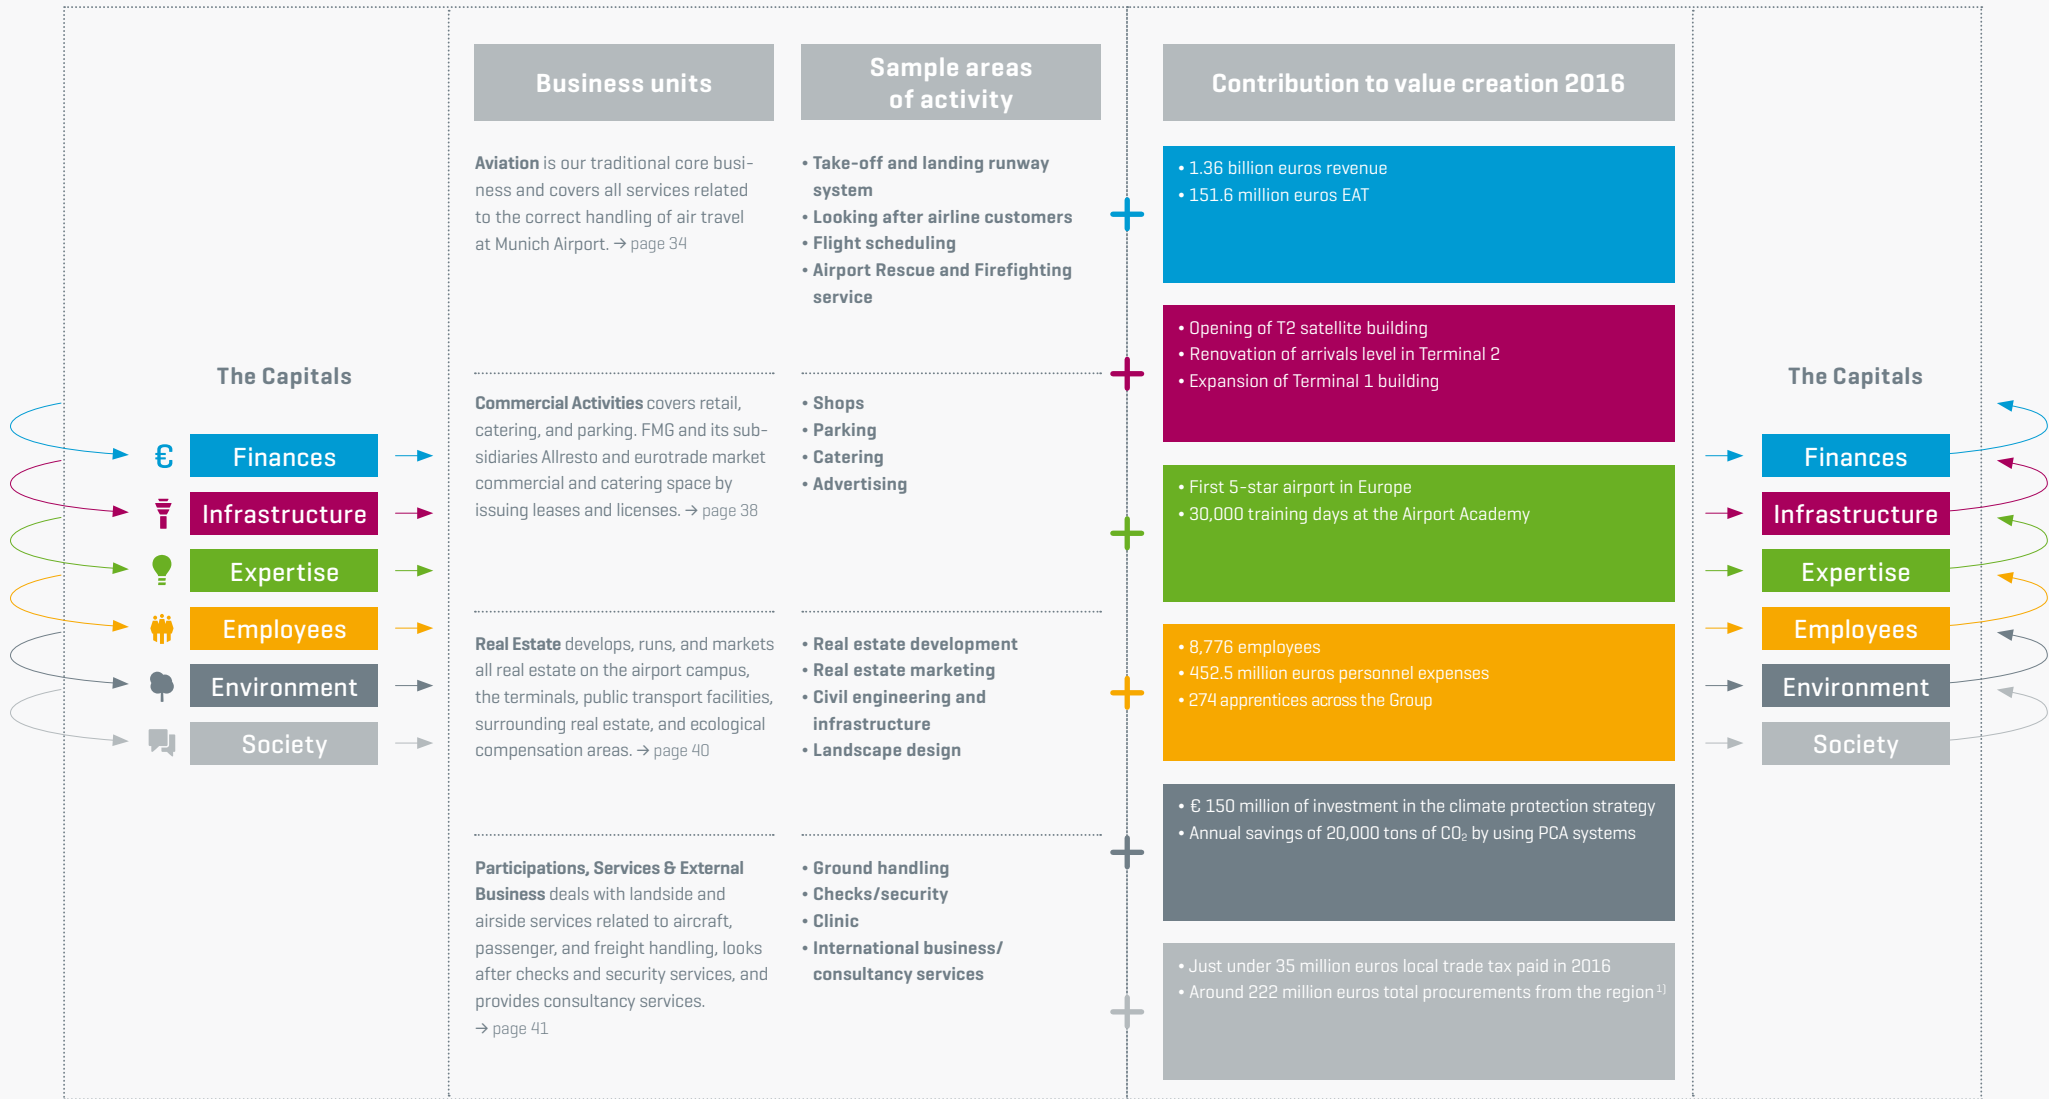 The Capitals
€
Finances
Infrastructure
Expertise
Employees
Environment
Society
Business units
Aviation is our traditional core busi-
ness and covers all services related
to the correct handling of air travel
at Munich Airport. → page 34
Commercial Activities covers retail,
catering, and parking. FMG and its sub-
sidiaries Allresto and eurotrade market
commercial and catering space by
issuing leases and licenses. → page 38
Real Estate develops, runs, and markets
all real estate on the airport campus,
the terminals, public transport facilities,
surrounding real estate, and ecological
compensation areas. → page 40
Participations, Services & External
Business deals with landside and
airside services related to aircraft,
passenger, and freight handling, looks
after checks and security services, and
provides consultancy services.
→ page 41
Sample areas
of activity
• Take-off and landing runway
system
• Looking after airline customers
• Flight scheduling
• Airport Rescue and Firefighting
service
• Shops
• Parking
• Catering
• Advertising
• Real estate development
• Real estate marketing
• Civil engineering and
infrastructure
• Landscape design
• Ground handling
• Checks/security
• Clinic
• International business/
consultancy services
Contribution to value creation 2016
• 1.36 billion euros revenue
• 151.6 million euros EAT
• Opening of T2 satellite building
• Renovation of arrivals level in Terminal 2
• Expansion of Terminal 1 building
• First 5-star airport in Europe
• 30,000 training days at the Airport Academy
• 8,776 employees
• 452.5 million euros personnel expenses
• 274 apprentices across the Group
• € 150 million of investment in the climate protection strategy
• Annual savings of 20,000 tons of CO₂ by using PCA systems
• Just under 35 million euros local trade tax paid in 2016
• Around 222 million euros total procurements from the region ¹⁾
The Capitals
Finances
Infrastructure
Expertise
Employees
Environment
Society